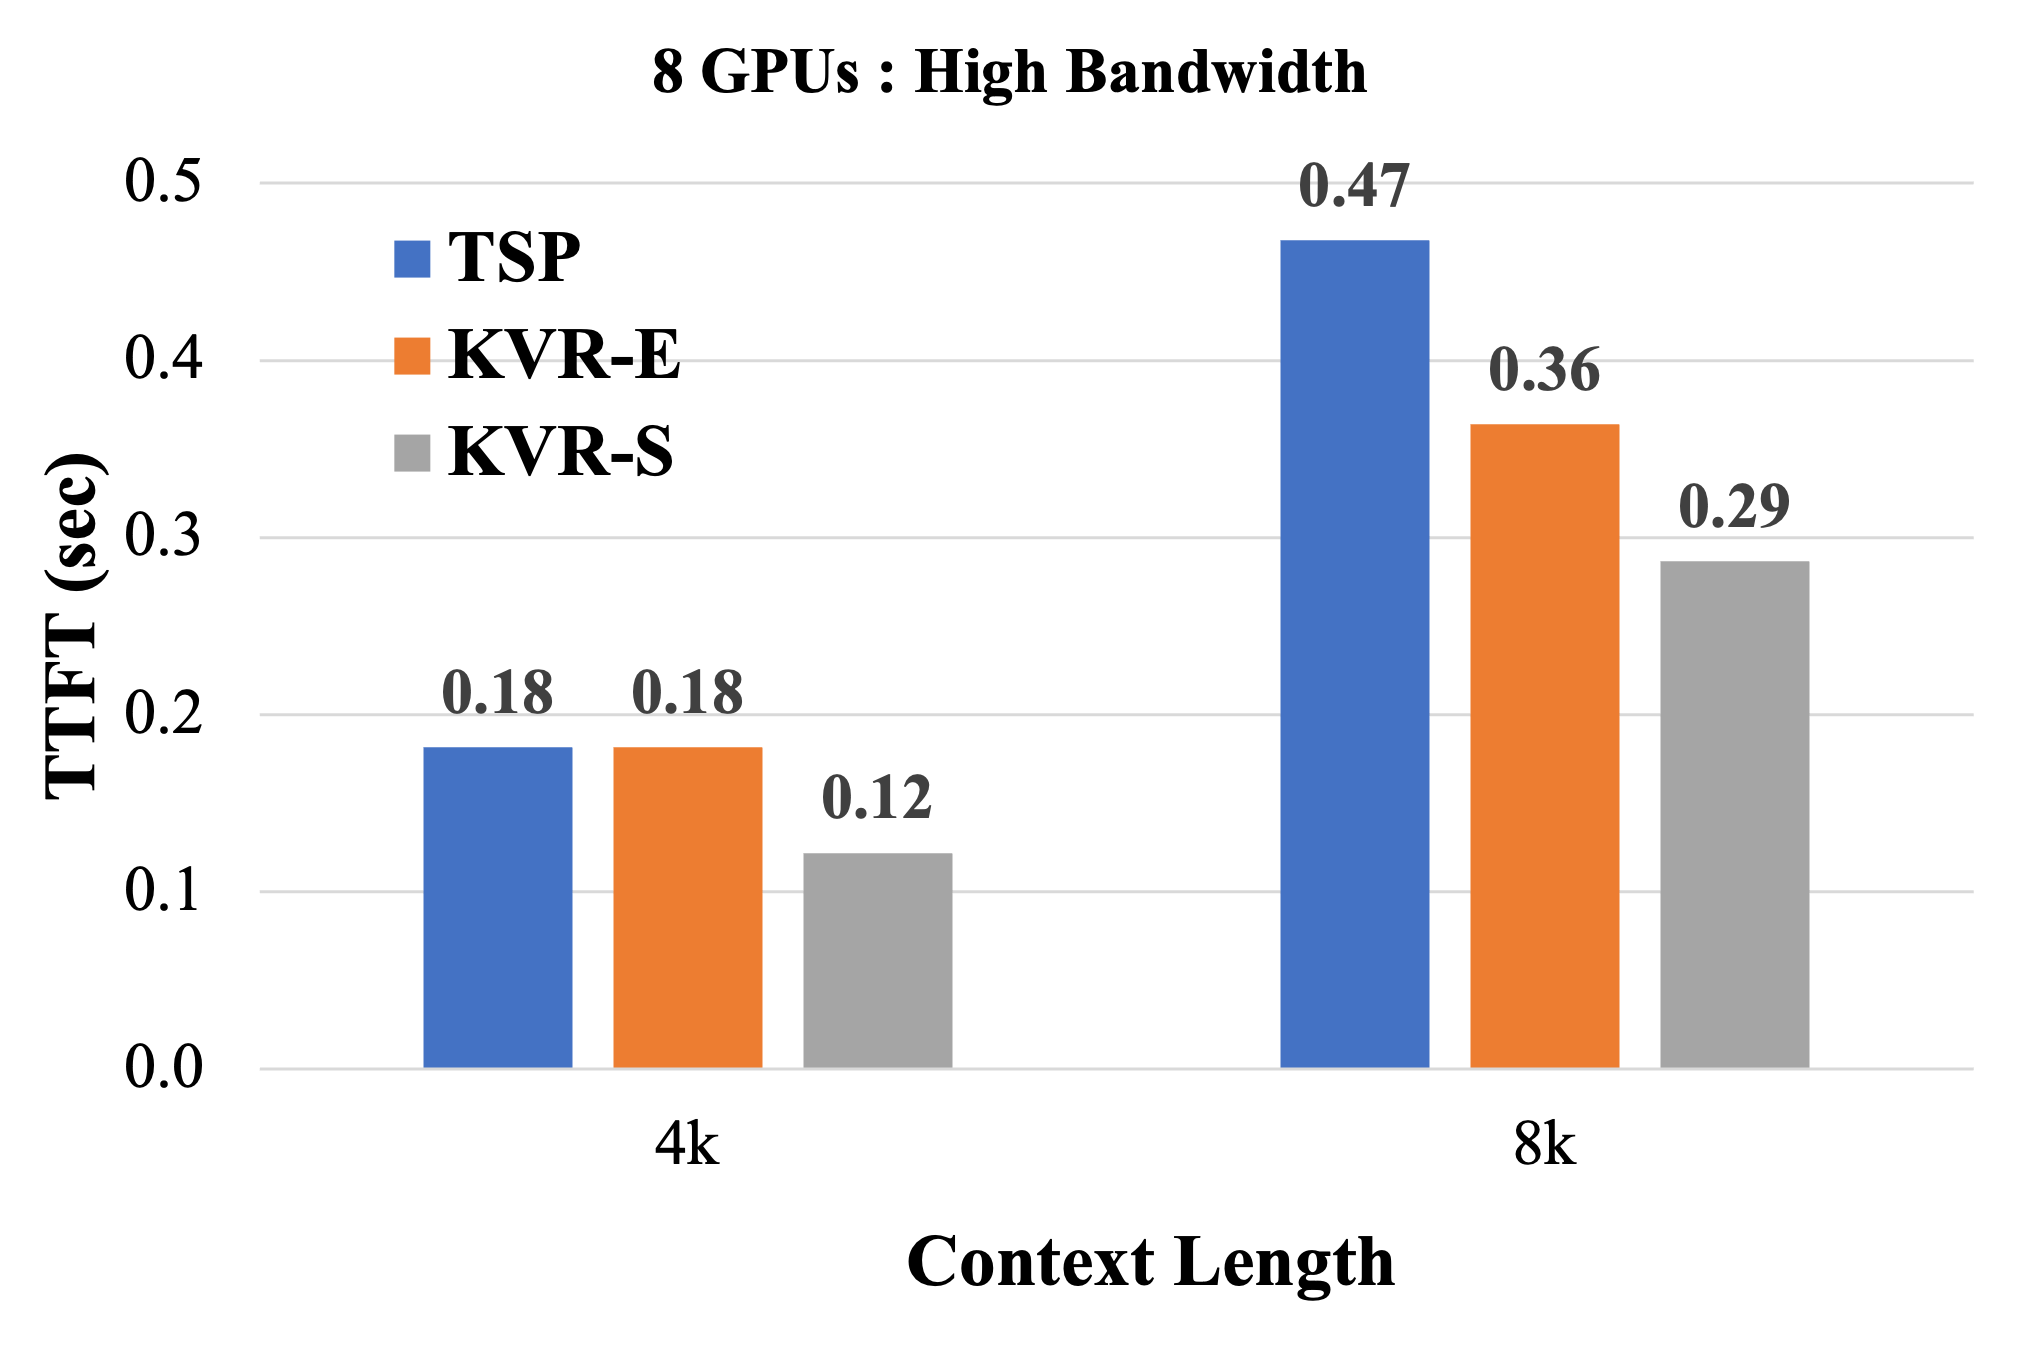 8 GPUs : High Bandwidth
0.5
0.4
0.3
0.2
0.1
0.0
TTFT (sec)
TSP
KVR-E
KVR-S
0.18
0.18
0.12
0.47
0.36
0.29
4k
8k
Context Length